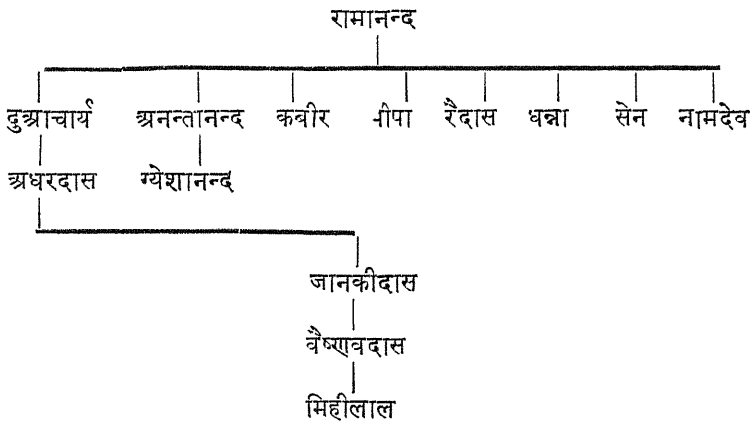 रामानन्द
दुआचार्य अनन्तानन्द कबीर पीपा रैदास धन्ना सेन नामदेव
अधरदास ग्येशानन्द
जानकीदास
वैष्णवदास
मिहीलाल